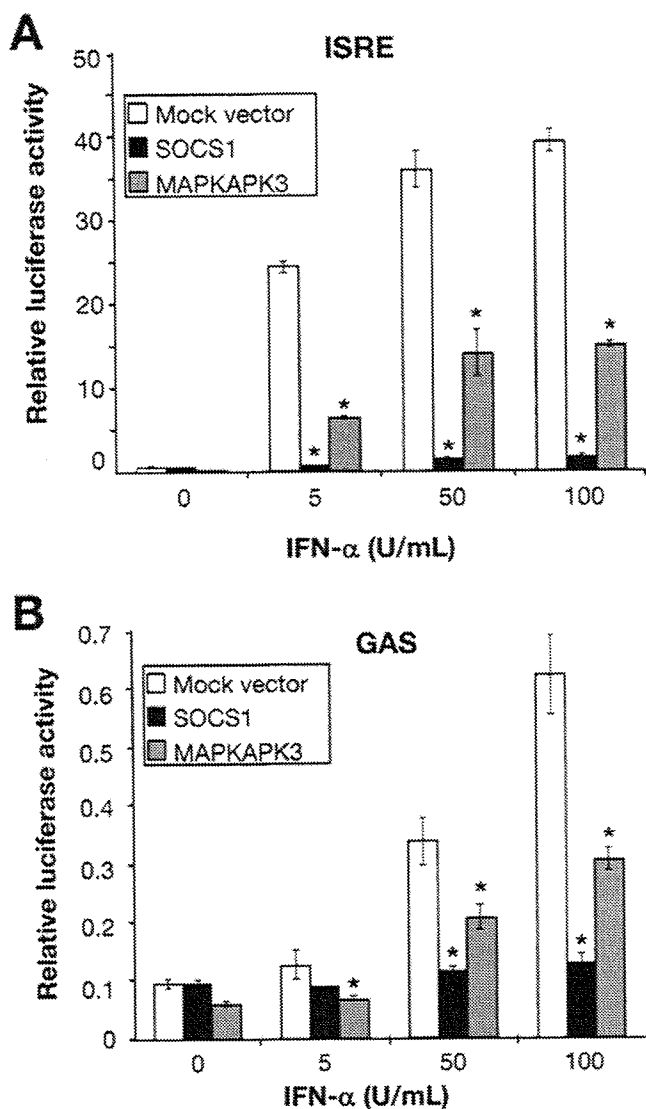 A
ISRE
50
40
30
20
10
0
Relative luciferase activity
Mock vector
SOCS1
MAPKAPK3
* * * * * *
0 5 50 100
IFN-α (U/mL)
B
GAS
0.7
0.6
0.5
0.4
0.3
0.2
0.1
0
Relative luciferase activity
Mock vector
SOCS1
MAPKAPK3
* * * * *
0 5 50 100
IFN-α (U/mL)